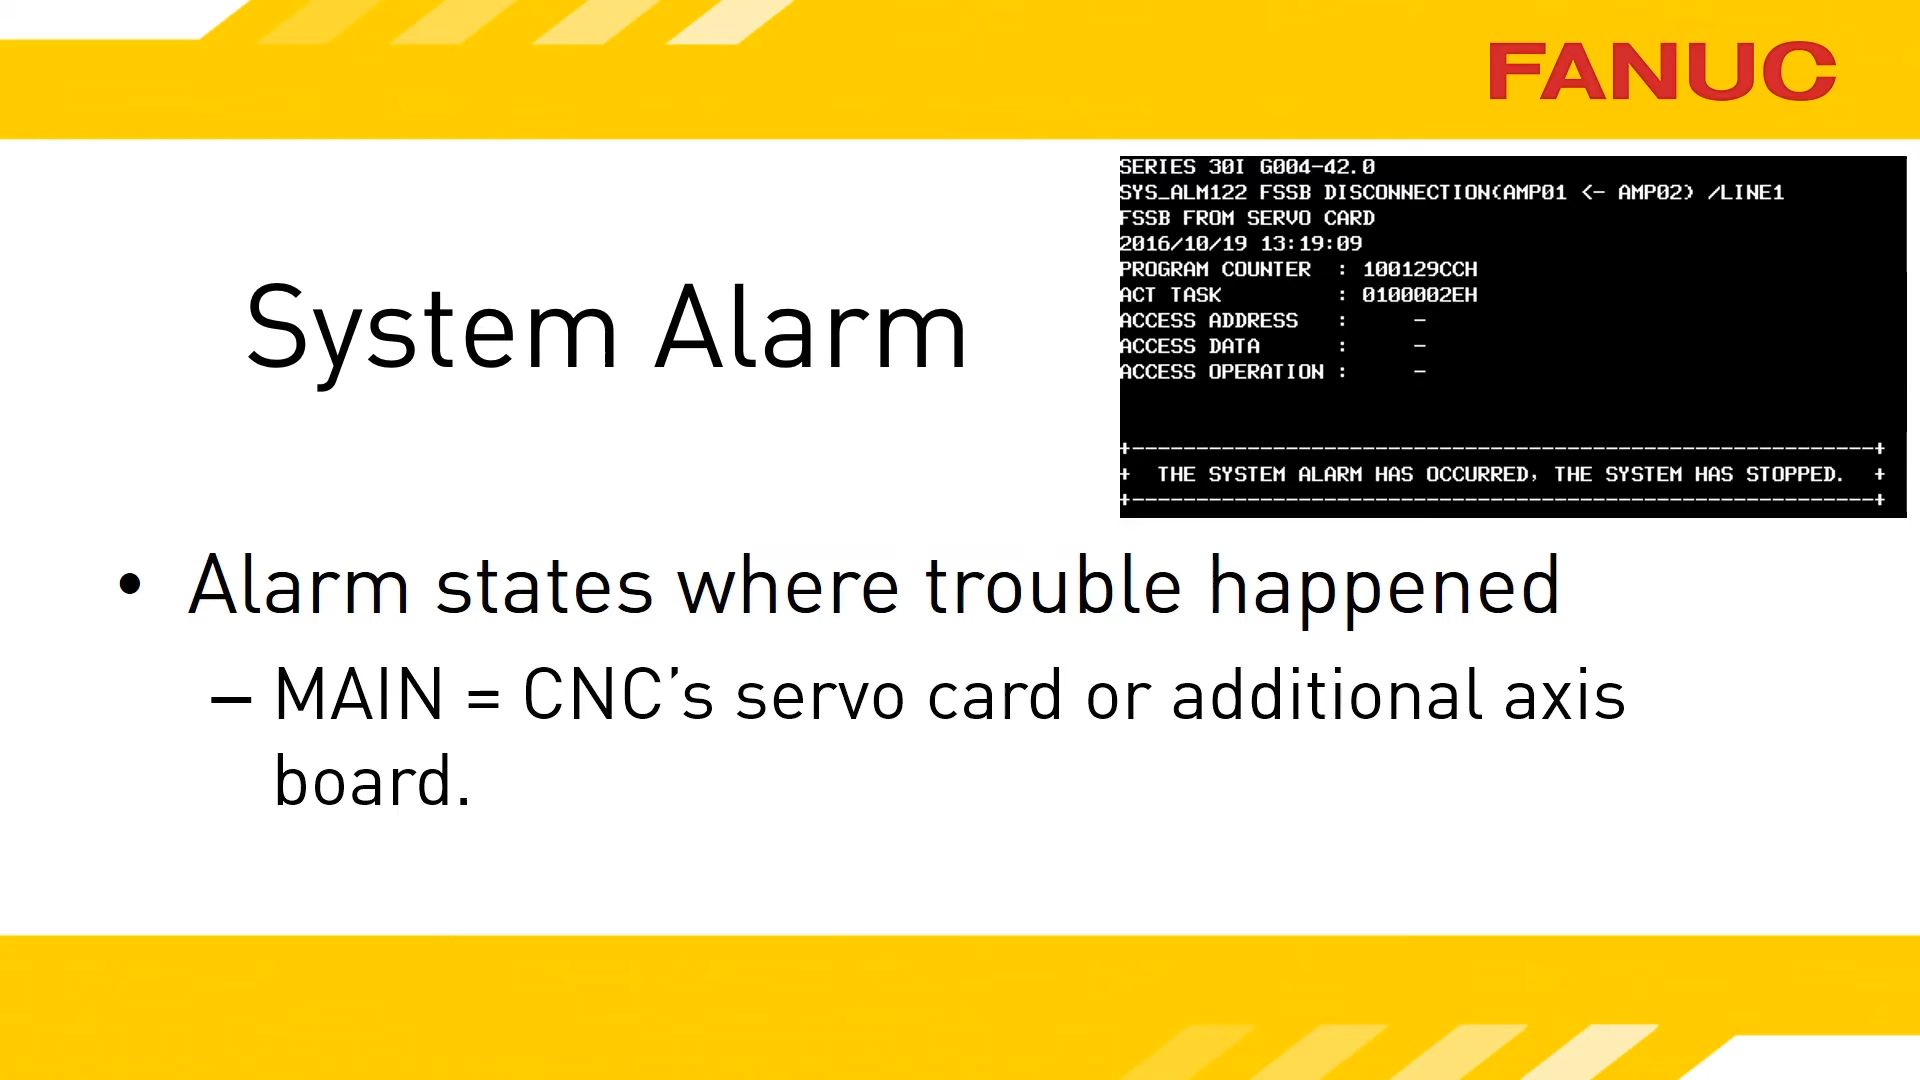 FANUC
SERIES 30I G004-42.0
SYS_ALM122 FSSB DISCONNECTION(AMP01 <- AMP02) /LINE1
FSSB FROM SERVO CARD
2016/10/19 13:19:09
PROGRAM COUNTER : 100129CCH
ACT TASK : 0100002EH
ACCESS ADDRESS : -
ACCESS DATA : -
ACCESS OPERATION : -
+----------------------------------------------------------+
+ THE SYSTEM ALARM HAS OCCURRED, THE SYSTEM HAS STOPPED. +
+----------------------------------------------------------+
System Alarm
• Alarm states where trouble happened
– MAIN = CNC’s servo card or additional axis
board.